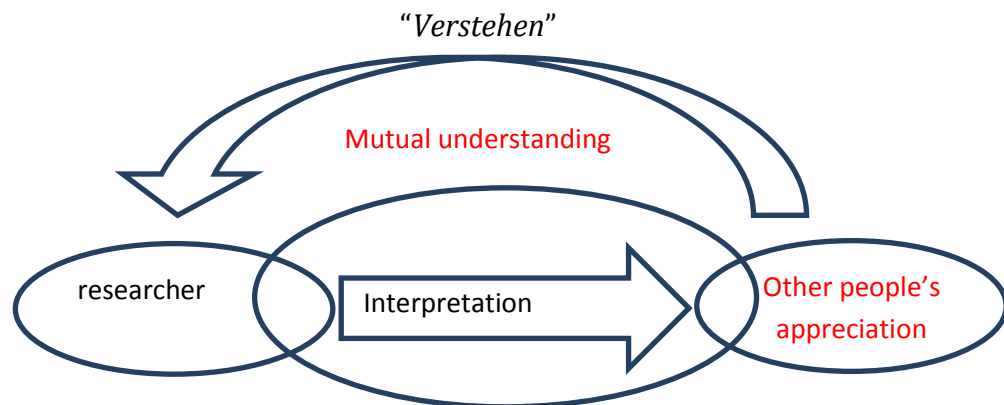 “Verstehen”
Mutual understanding
researcher
Interpretation
Other people’s
appreciation